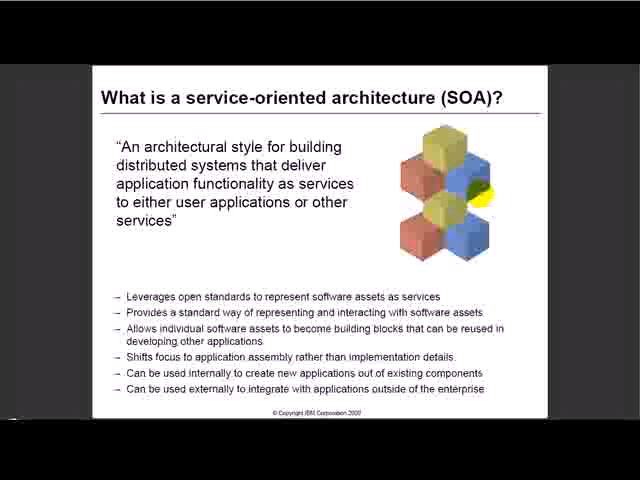 What is a service-oriented architecture (SOA)?
“An architectural style for building
distributed systems that deliver
application functionality as services
to either user applications or other
services”
– Leverages open standards to represent software assets as services
– Provides a standard way of representing and interacting with software assets
– Allows individual software assets to become building blocks that can be reused in
developing other applications
– Shifts focus to application assembly rather than implementation details
– Can be used internally to create new applications out of existing components
– Can be used externally to integrate with applications outside of the enterprise
© Copyright IBM Corporation